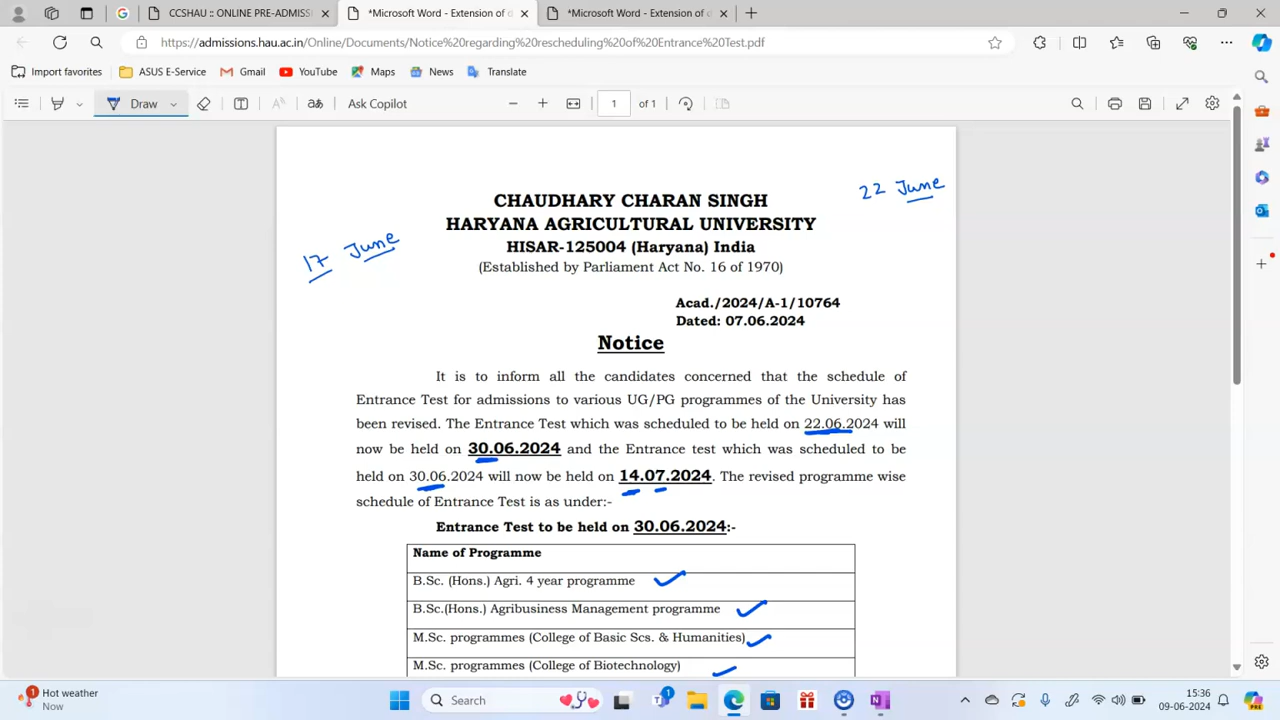 CCSHAU :: ONLINE PRE-ADMISS
*Microsoft Word - Extension of d
*Microsoft Word - Extension of d
https://admissions.hau.ac.in/Online/Documents/Notice%20regarding%20rescheduling%20of%20Entrance%20Test.pdf
Import favorites
ASUS E-Service
Gmail
YouTube
Maps
News
Translate
Draw
Ask Copilot
1 of 1
22 June
17 June
CHAUDHARY CHARAN SINGH
HARYANA AGRICULTURAL UNIVERSITY
HISAR-125004 (Haryana) India
(Established by Parliament Act No. 16 of 1970)
Acad./2024/A-1/10764
Dated: 07.06.2024
Notice
It is to inform all the candidates concerned that the schedule of
Entrance Test for admissions to various UG/PG programmes of the University has
been revised. The Entrance Test which was scheduled to be held on 22.06.2024 will
now be held on 30.06.2024 and the Entrance test which was scheduled to be
held on 30.06.2024 will now be held on 14.07.2024. The revised programme wise
schedule of Entrance Test is as under:-
Entrance Test to be held on 30.06.2024:-
Name of Programme
B.Sc. (Hons.) Agri. 4 year programme
B.Sc.(Hons.) Agribusiness Management programme
M.Sc. programmes (College of Basic Scs. & Humanities)
M.Sc. programmes (College of Biotechnology)
1
Hot weather
Now
Search
1
15:36
09-06-2024